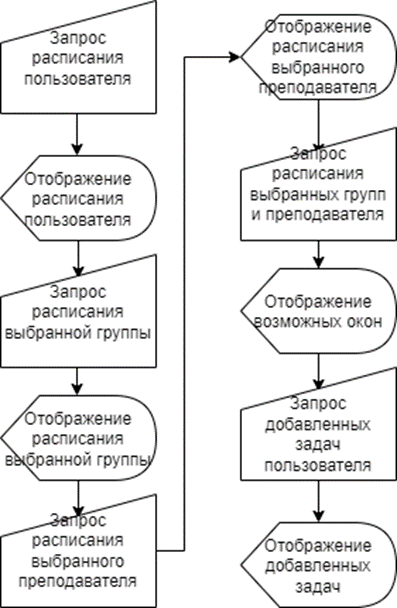 Запрос
расписания
пользователя
Отображение
расписания
пользователя
Запрос
расписания
выбранной группы
Отображение
расписания
выбранной группы
Запрос
расписания
выбранного
преподавателя
Отображение
расписания
выбранного
преподавателя
Запрос
расписания
выбранных групп
и преподавателя
Отображение
возможных окон
Запрос
добавленных
задач
пользователя
Отображение
добавленных
задач